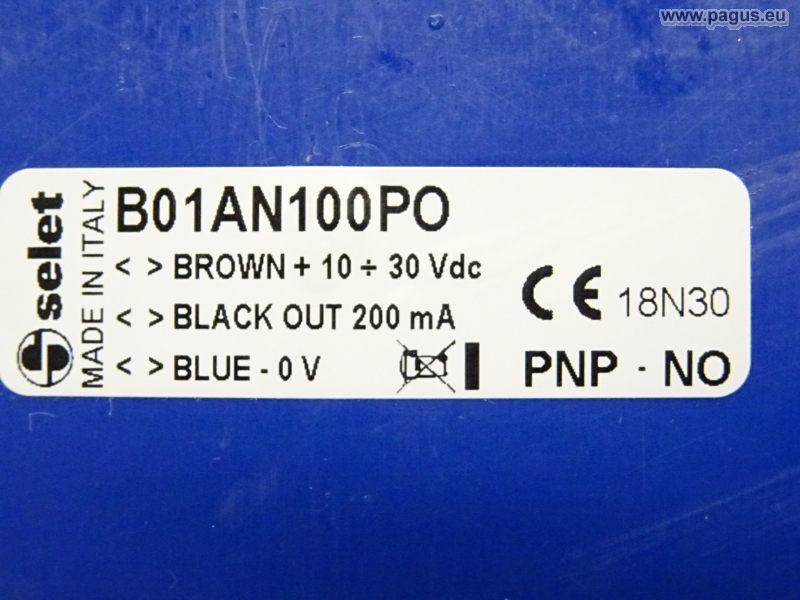 www.pagus.eu
selet
MADE IN ITALY
B01AN100PO
< > BROWN + 10 ÷ 30 Vdc
< > BLACK OUT 200 mA
< > BLUE - 0 V
CE 18N30
PNP - NO